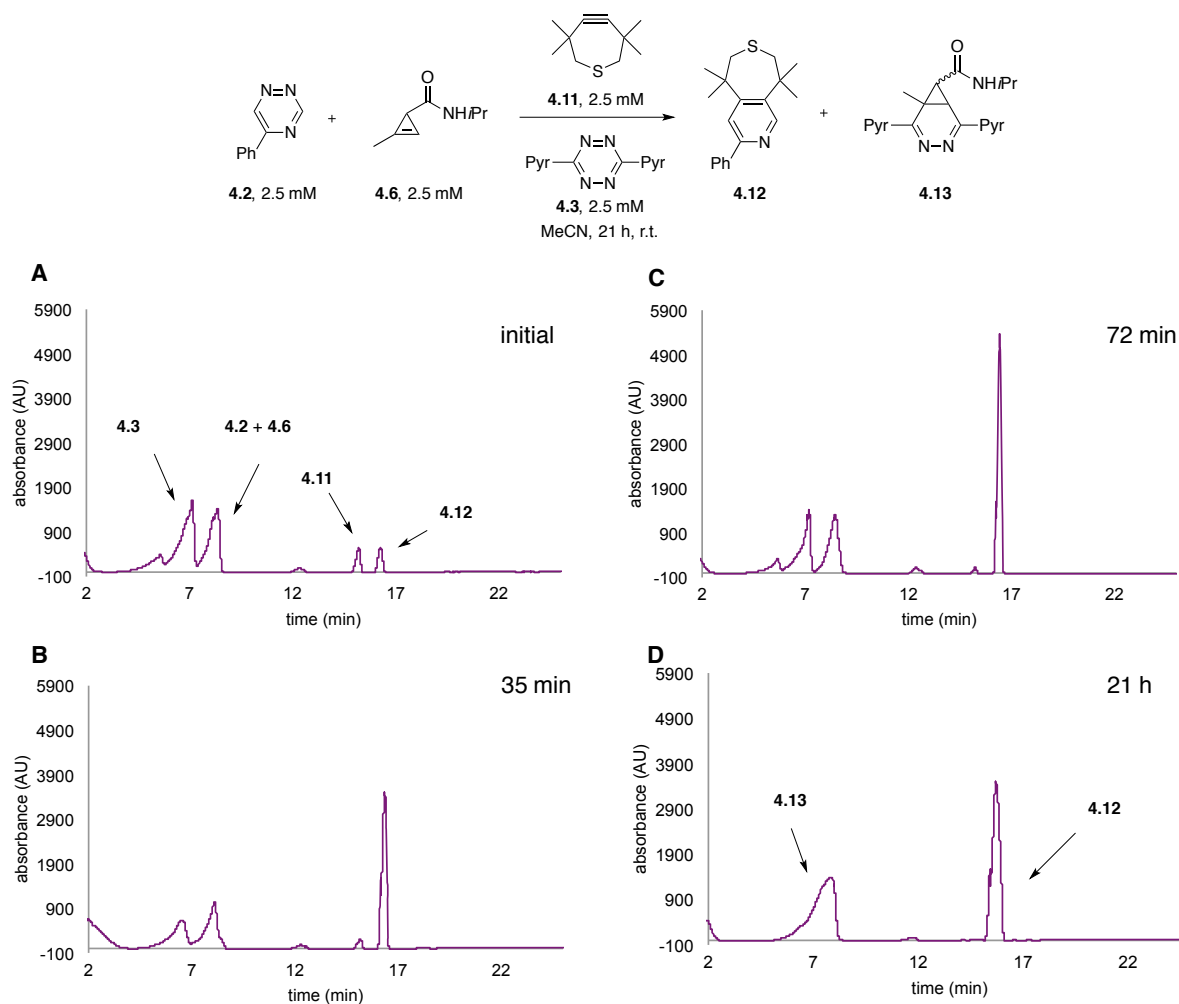 S
4.11, 2.5 mM
N=N
N
Ph
4.2, 2.5 mM
+
O
NHiPr
4.6, 2.5 mM
N=N
Pyr
Pyr
N–N
4.3, 2.5 mM
MeCN, 21 h, r.t.
S
Ph
N
4.12
+
O
NHiPr
Pyr
Pyr
N–N
4.13
A
initial
absorbance (AU)
5900
4900
3900
2900
1900
900
-100
4.3
4.2 + 4.6
4.11
4.12
2 7 12 17 22
time (min)
C
72 min
absorbance (AU)
5900
4900
3900
2900
1900
900
-100
2 7 12 17 22
time (min)
B
35 min
absorbance (AU)
5900
4900
3900
2900
1900
900
-100
2 7 12 17 22
time (min)
D
21 h
absorbance (AU)
5900
4900
3900
2900
1900
900
-100
4.13
4.12
2 7 12 17 22
time (min)